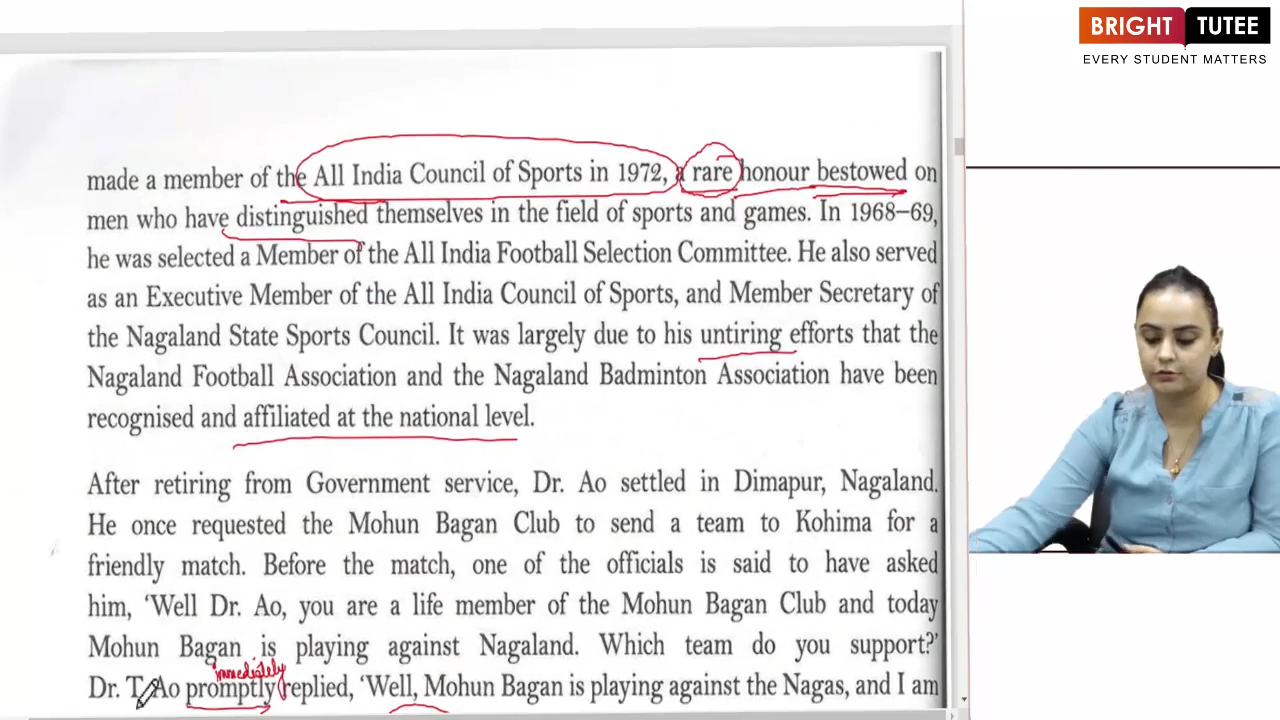 BRIGHT TUTEE
EVERY STUDENT MATTERS
made a member of the All India Council of Sports in 1972, a rare honour bestowed on
men who have distinguished themselves in the field of sports and games. In 1968–69,
he was selected a Member of the All India Football Selection Committee. He also served
as an Executive Member of the All India Council of Sports, and Member Secretary of
the Nagaland State Sports Council. It was largely due to his untiring efforts that the
Nagaland Football Association and the Nagaland Badminton Association have been
recognised and affiliated at the national level.
After retiring from Government service, Dr. Ao settled in Dimapur, Nagaland.
He once requested the Mohun Bagan Club to send a team to Kohima for a
friendly match. Before the match, one of the officials is said to have asked
him, ‘Well Dr. Ao, you are a life member of the Mohun Bagan Club and today
Mohun Bagan is playing against Nagaland. Which team do you support?’
immediately
Dr. T. Ao promptly replied, ‘Well, Mohun Bagan is playing against the Nagas, and I am